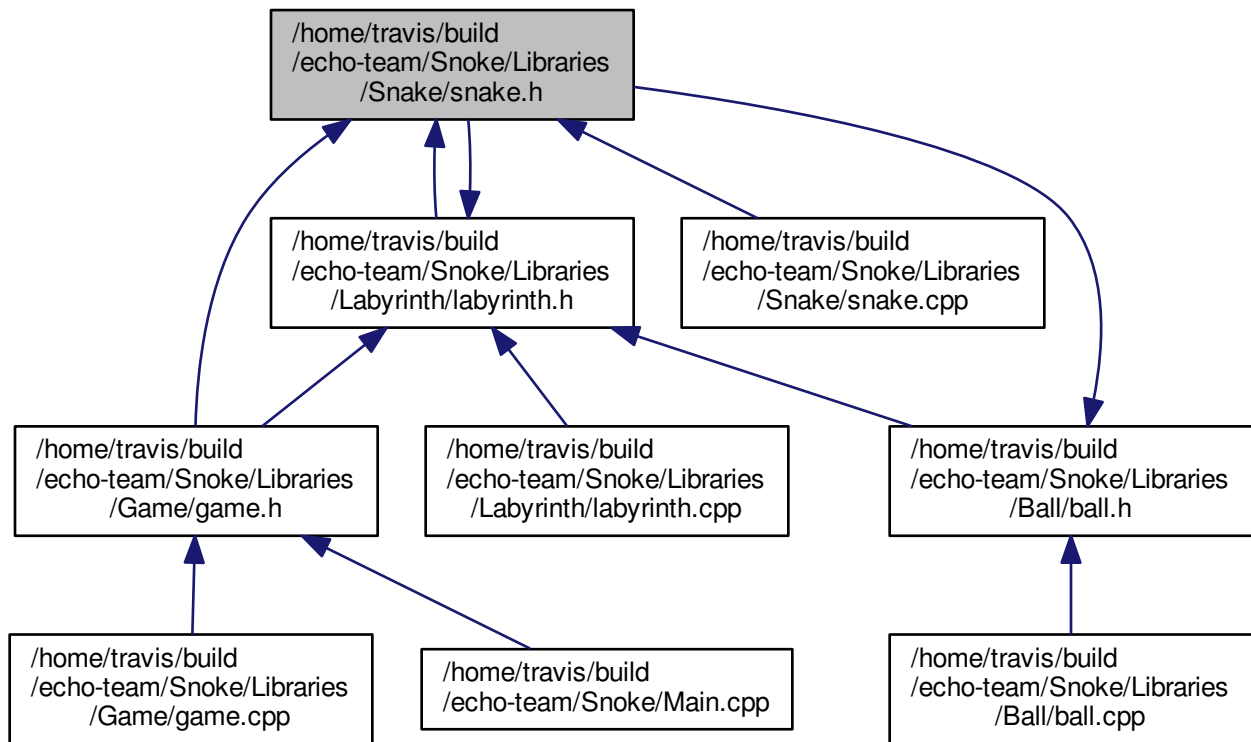 /home/travis/build
/echo-team/Snoke/Libraries
/Snake/snake.h
/home/travis/build
/echo-team/Snoke/Libraries
/Labyrinth/labyrinth.h
/home/travis/build
/echo-team/Snoke/Libraries
/Snake/snake.cpp
/home/travis/build
/echo-team/Snoke/Libraries
/Game/game.h
/home/travis/build
/echo-team/Snoke/Libraries
/Labyrinth/labyrinth.cpp
/home/travis/build
/echo-team/Snoke/Libraries
/Ball/ball.h
/home/travis/build
/echo-team/Snoke/Libraries
/Game/game.cpp
/home/travis/build
/echo-team/Snoke/Main.cpp
/home/travis/build
/echo-team/Snoke/Libraries
/Ball/ball.cpp